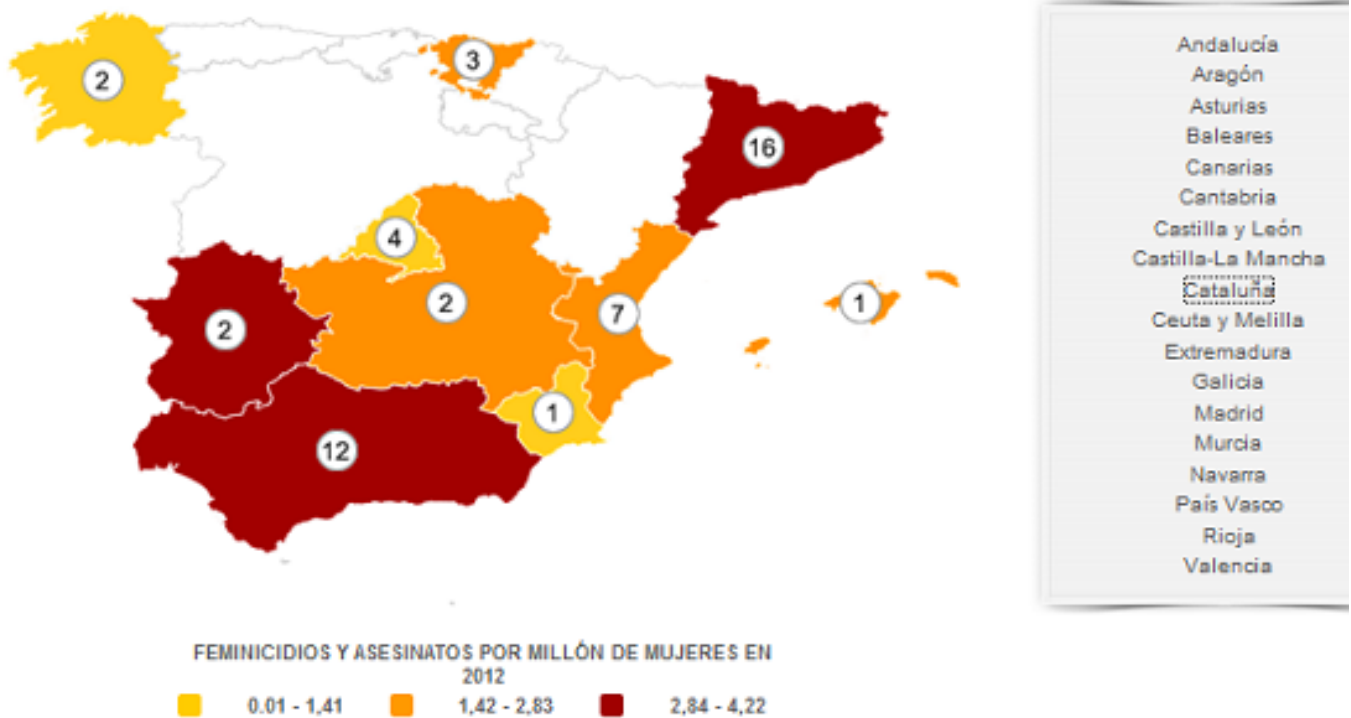 2
3
16
4
2
2
7
1
1
12
Andalucía
Aragón
Asturias
Baleares
Canarias
Cantabria
Castilla y León
Castilla-La Mancha
Cataluña
Ceuta y Melilla
Extremadura
Galicia
Madrid
Murcia
Navarra
País Vasco
Rioja
Valencia
FEMINICIDIOS Y ASESINATOS POR MILLÓN DE MUJERES EN
2012
0.01 - 1,41 1,42 - 2,83 2,84 - 4,22